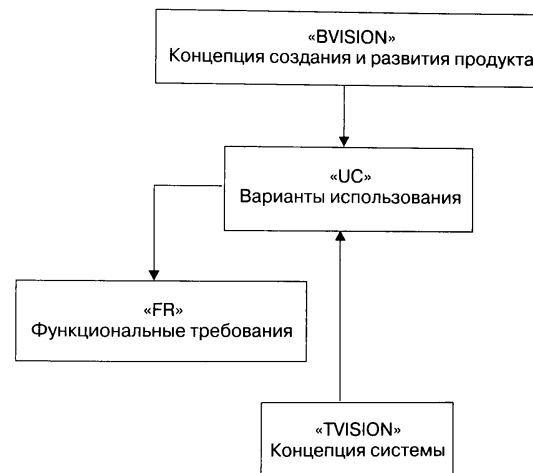 «BVISION»
Концепция создания и развития продукта
«UC»
Варианты использования
«FR»
Функциональные требования
«TVISION»
Концепция системы